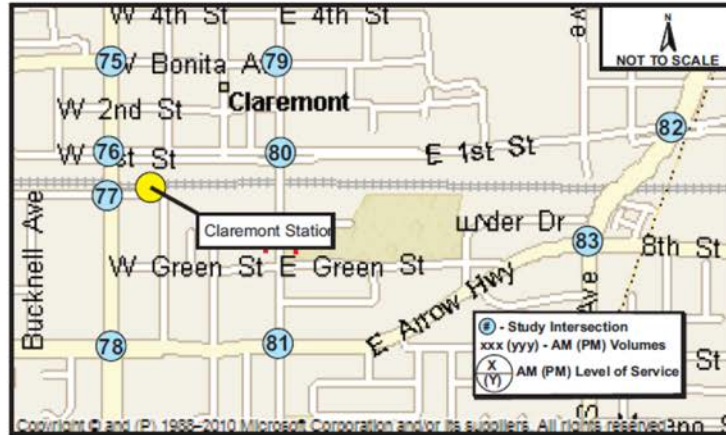 W 4th St
E 4th St
N
NOT TO SCALE
75
W Bonita A
79
Claremont
W 2nd St
82
76
W st St
80
E 1st St
77
Claremont Station
Bucknell Ave
83
8th St
W Green St
E Green St
E Arrow Hwy
Ave
# - Study Intersection
xxx (yyy) - AM (PM) Volumes
X
(Y)
AM (PM) Level of Service
78
81
St
Copyright © and (P) 1988–2010 Microsoft Corporation and/or its suppliers. All rights reserved.